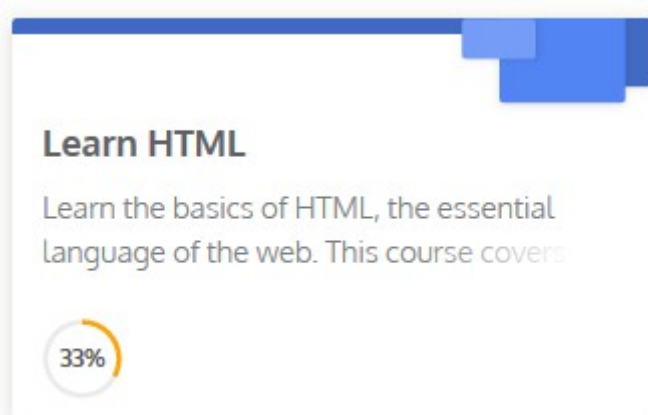 Learn HTML
Learn the basics of HTML, the essential
language of the web. This course covers
33%